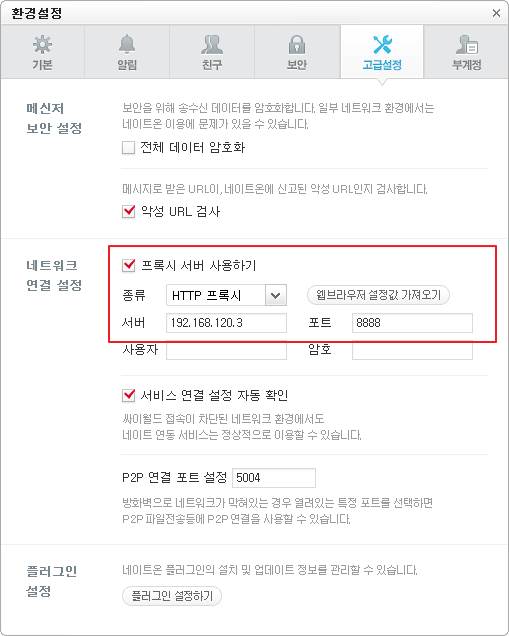 환경설정
기본 알림 친구 보안 고급설정 부계정
메신저
보안 설정
보안을 위해 송수신 데이터를 암호화합니다. 일부 네트워크 환경에서는
네이트온 이용에 문제가 있을 수 있습니다.
전체 데이터 암호화
메시지로 받은 URL이, 네이트온에 신고된 악성 URL인지 검사합니다.
악성 URL 검사
네트워크
연결 설정
프록시 서버 사용하기
종류 HTTP 프록시 웹브라우저 설정값 가져오기
서버 192.168.120.3 포트 8888
사용자 암호
서비스 연결 설정 자동 확인
싸이월드 접속이 차단된 네트워크 환경에서도
네이트 연동 서비스는 정상적으로 이용할 수 있습니다.
P2P 연결 포트 설정 5004
방화벽으로 네트워크가 막혀있는 경우 열려있는 특정 포트를 선택하면
P2P 파일전송등에 P2P 연결을 사용할 수 있습니다.
플러그인
설정
네이트온 플러그인의 설치 및 업데이트 정보를 관리할 수 있습니다.
플러그인 설정하기